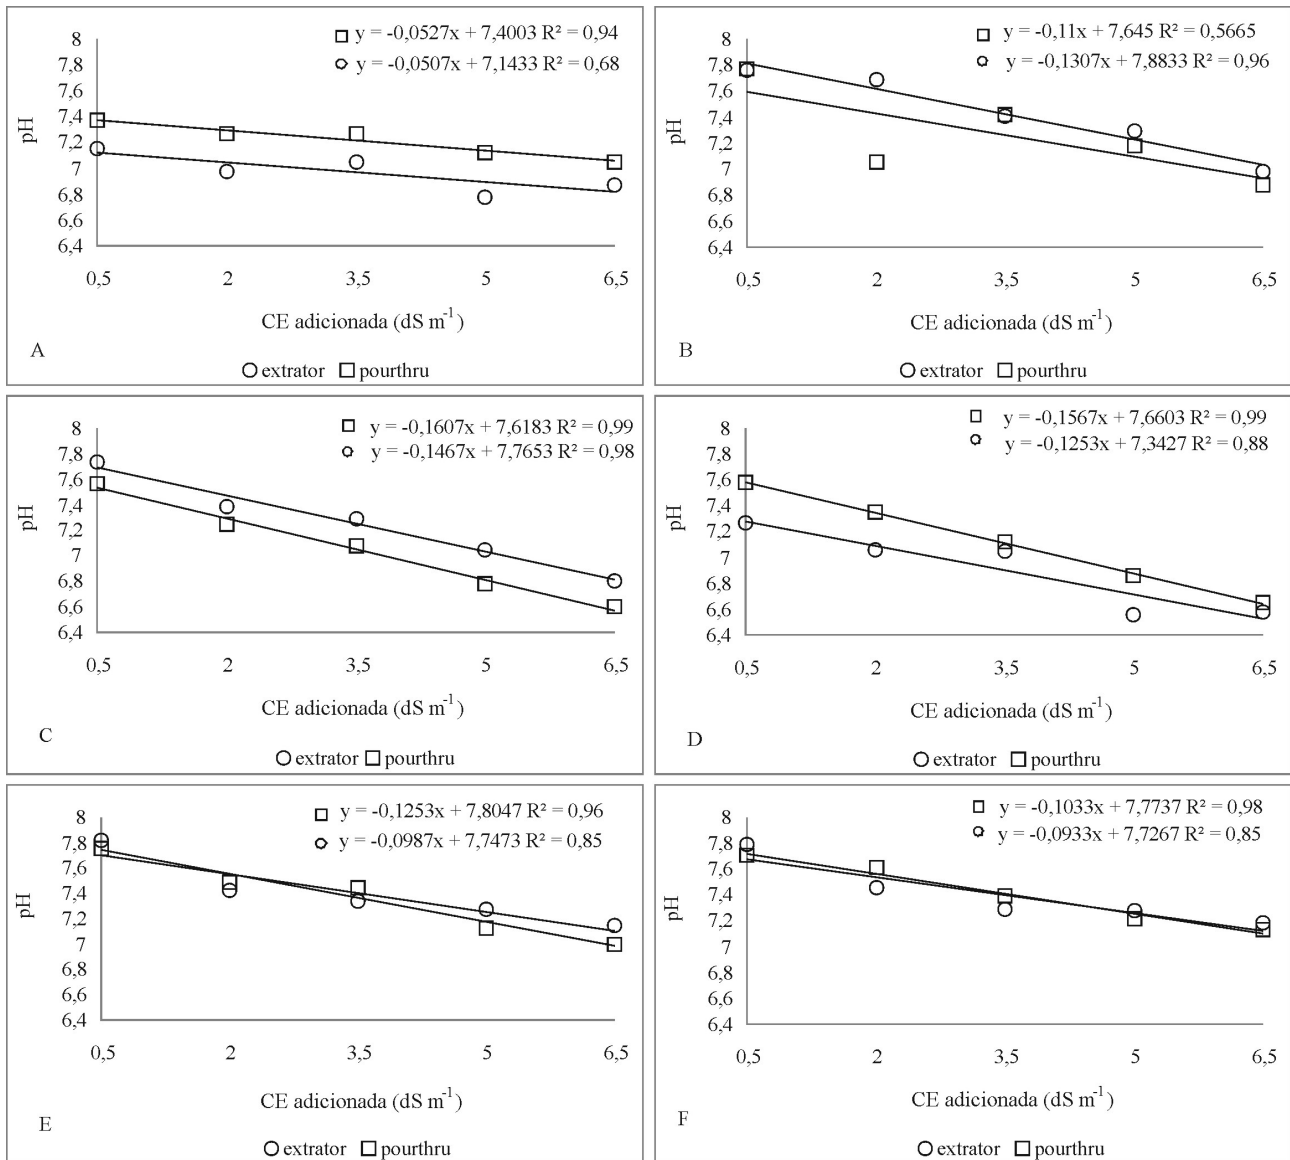 y = -0,0527x + 7,4003 R² = 0,94
y = -0,0507x + 7,1433 R² = 0,68
8
7,8
7,6
7,4
7,2
7
6,8
6,6
6,4
pH
0,5 2 3,5 5 6,5
CE adicionada (dS m⁻¹)
A
extrator pourthru
y = -0,11x + 7,645 R² = 0,5665
y = -0,1307x + 7,8833 R² = 0,96
8
7,8
7,6
7,4
7,2
7
6,8
6,6
6,4
pH
0,5 2 3,5 5 6,5
CE adicionada (dS m⁻¹)
B
extrator pourthru
y = -0,1607x + 7,6183 R² = 0,99
y = -0,1467x + 7,7653 R² = 0,98
8
7,8
7,6
7,4
7,2
7
6,8
6,6
6,4
pH
0,5 2 3,5 5 6,5
CE adicionada (dS m⁻¹)
C
extrator pourthru
y = -0,1567x + 7,6603 R² = 0,99
y = -0,1253x + 7,3427 R² = 0,88
8
7,8
7,6
7,4
7,2
7
6,8
6,6
6,4
pH
0,5 2 3,5 5 6,5
CE adicionada (dS m⁻¹)
D
extrator pourthru
y = -0,1253x + 7,8047 R² = 0,96
y = -0,0987x + 7,7473 R² = 0,85
8
7,8
7,6
7,4
7,2
7
6,8
6,6
6,4
pH
0,5 2 3,5 5 6,5
CE adicionada (dS m⁻¹)
E
extrator pourthru
y = -0,1033x + 7,7737 R² = 0,98
y = -0,0933x + 7,7267 R² = 0,85
8
7,8
7,6
7,4
7,2
7
6,8
6,6
6,4
pH
0,5 2 3,5 5 6,5
CE adicionada (dS m⁻¹)
F
extrator pourthru